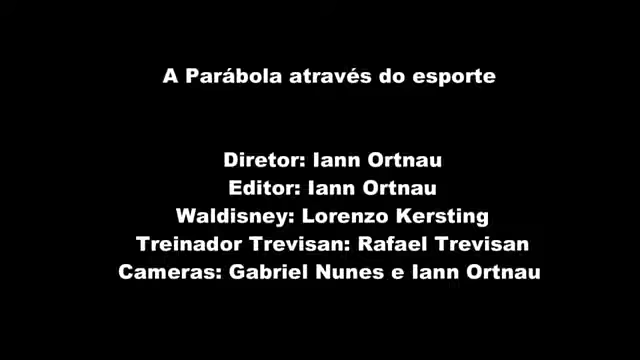 A Parábola através do esporte
Diretor: Iann Ortnau
Editor: Iann Ortnau
Waldisney: Lorenzo Kersting
Treinador Trevisan: Rafael Trevisan
Cameras: Gabriel Nunes e Iann Ortnau